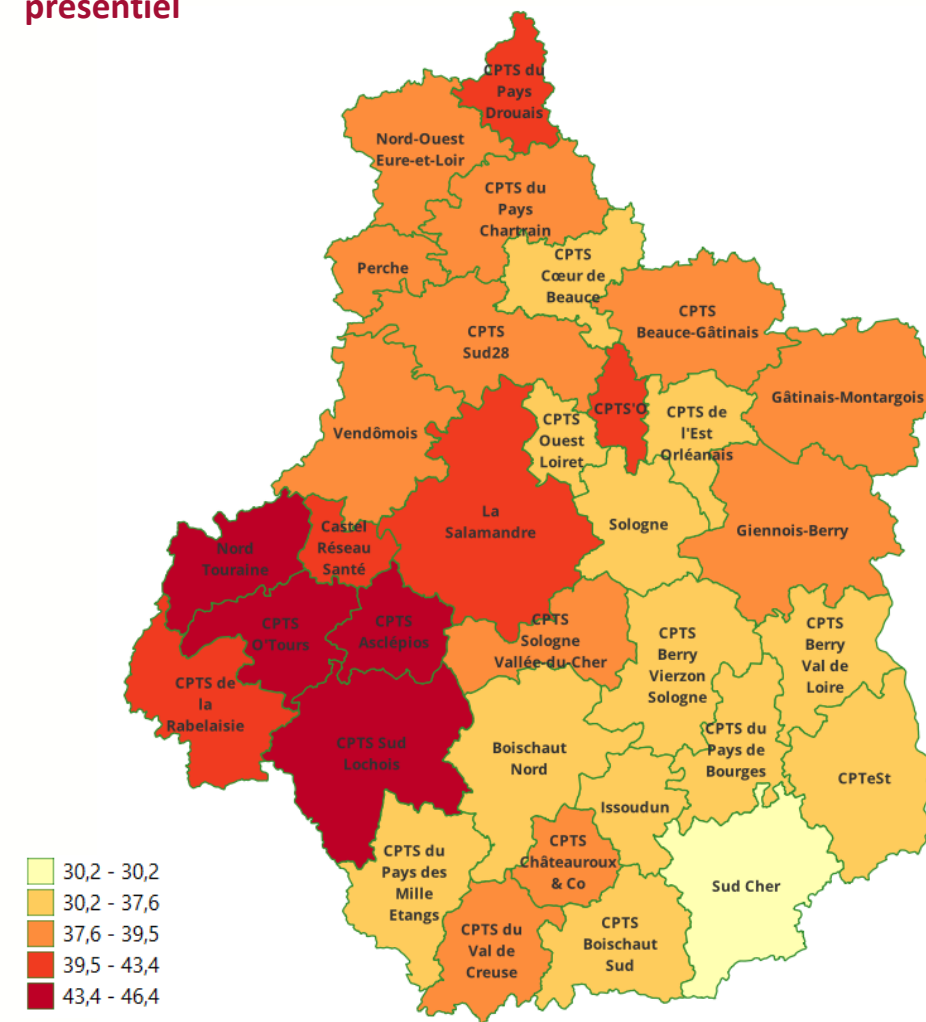 présentiel
CPTS du
Pays
Drouais
Nord-Ouest
Eure-et-Loir
CPTS du
Pays
Chartrain
CPTS
Cœur de
Beauce
Perche
CPTS
Beauce-Gâtinais
CPTS
Sud28
Gâtinais-Montargois
CPTS'O
CPTS de
l'Est
Orléanais
CPTS
Ouest
Loiret
Vendômois
La
Salamandre
Sologne
Giennois-Berry
Castel
Réseau
Santé
Nord
Touraine
CPTS
O'Tours
CPTS
Asclépios
CPTS
Sologne
Vallée-du-Cher
CPTS
Berry
Vierzon
Sologne
CPTS
Berry
Val de
Loire
CPTS de
la
Rabelaisie
CPTS Sud
Lochois
Boischaut
Nord
CPTS du
Pays de
Bourges
CPTeSt
Issoudun
CPTS du
Pays des
Mille
Etangs
CPTS
Châteauroux
& Co
Sud Cher
CPTS du
Val de
Creuse
CPTS
Boischaut
Sud
30,2 - 30,2
30,2 - 37,6
37,6 - 39,5
39,5 - 43,4
43,4 - 46,4